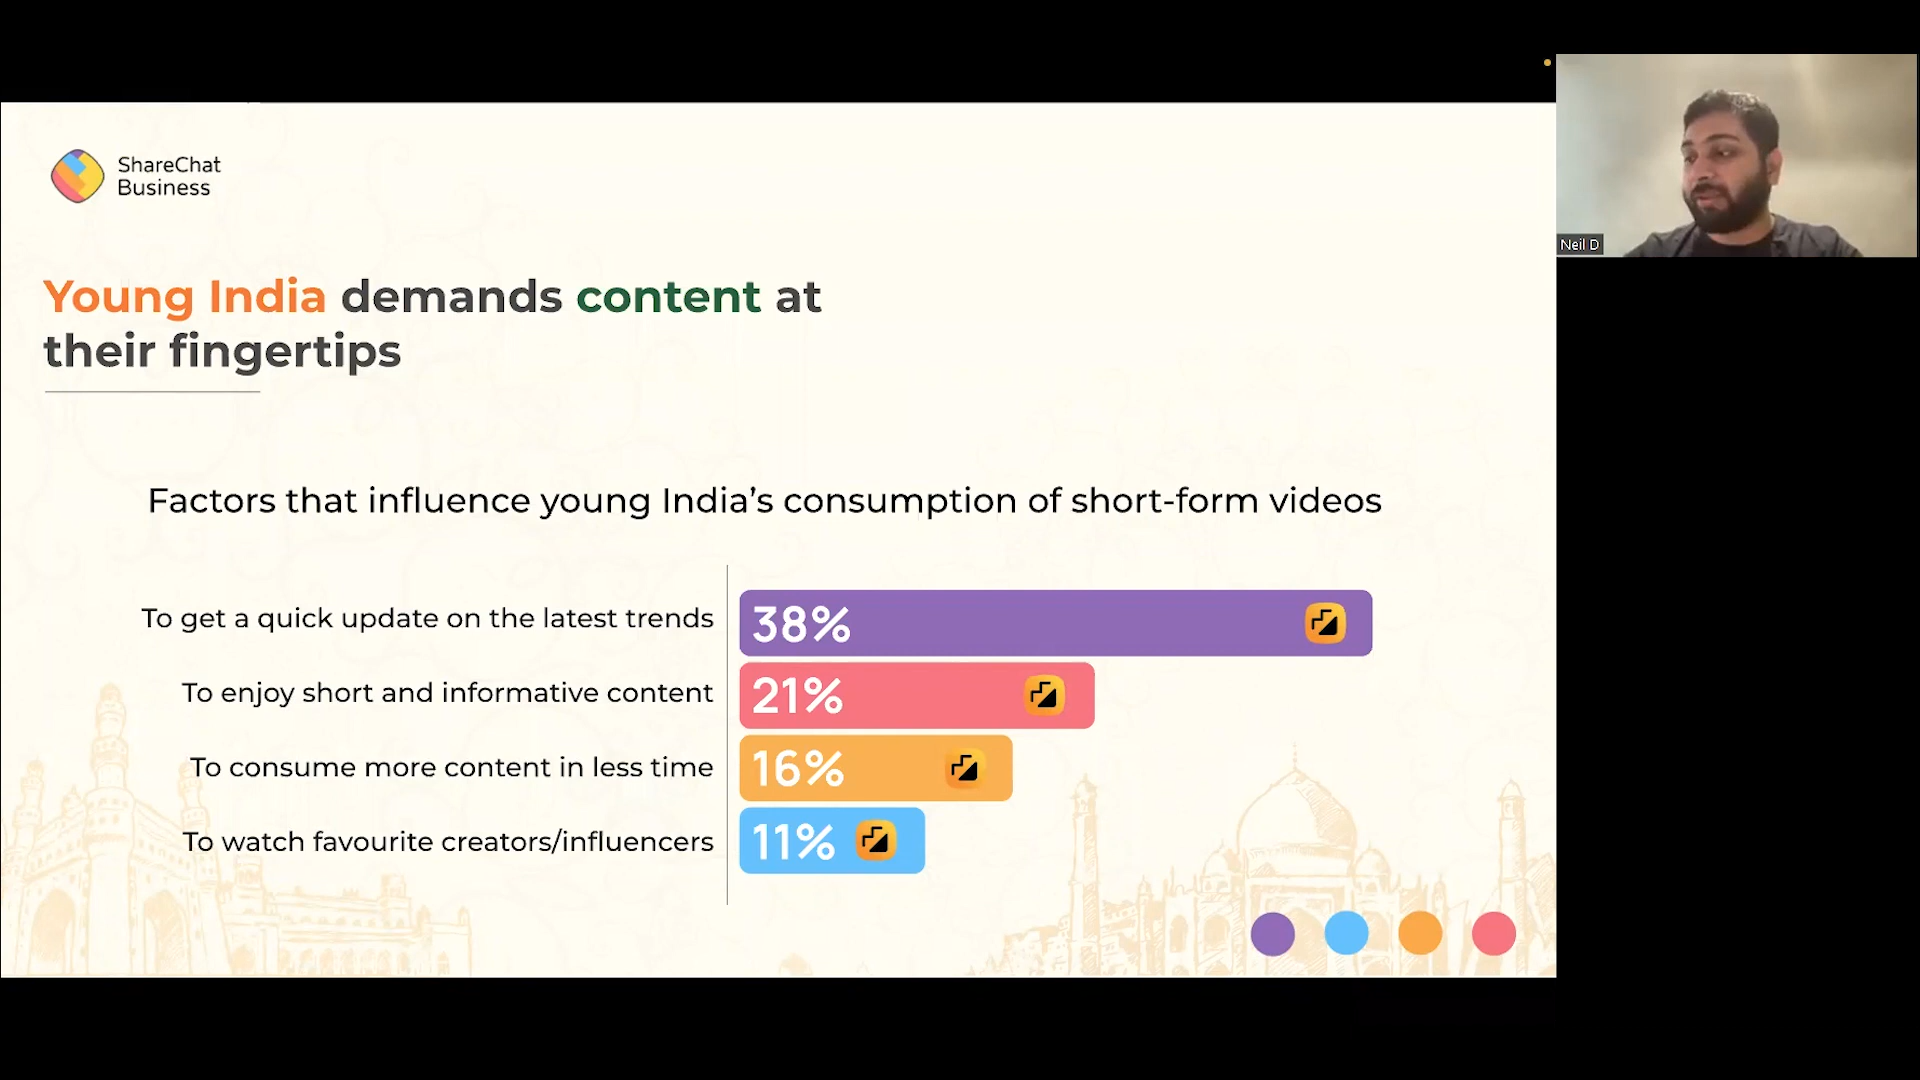 ShareChat
Business
Young India demands content at
their fingertips
Factors that influence young India's consumption of short-form videos
To get a quick update on the latest trends 38%
To enjoy short and informative content 21%
To consume more content in less time 16%
To watch favourite creators/influencers 11%
Neil D